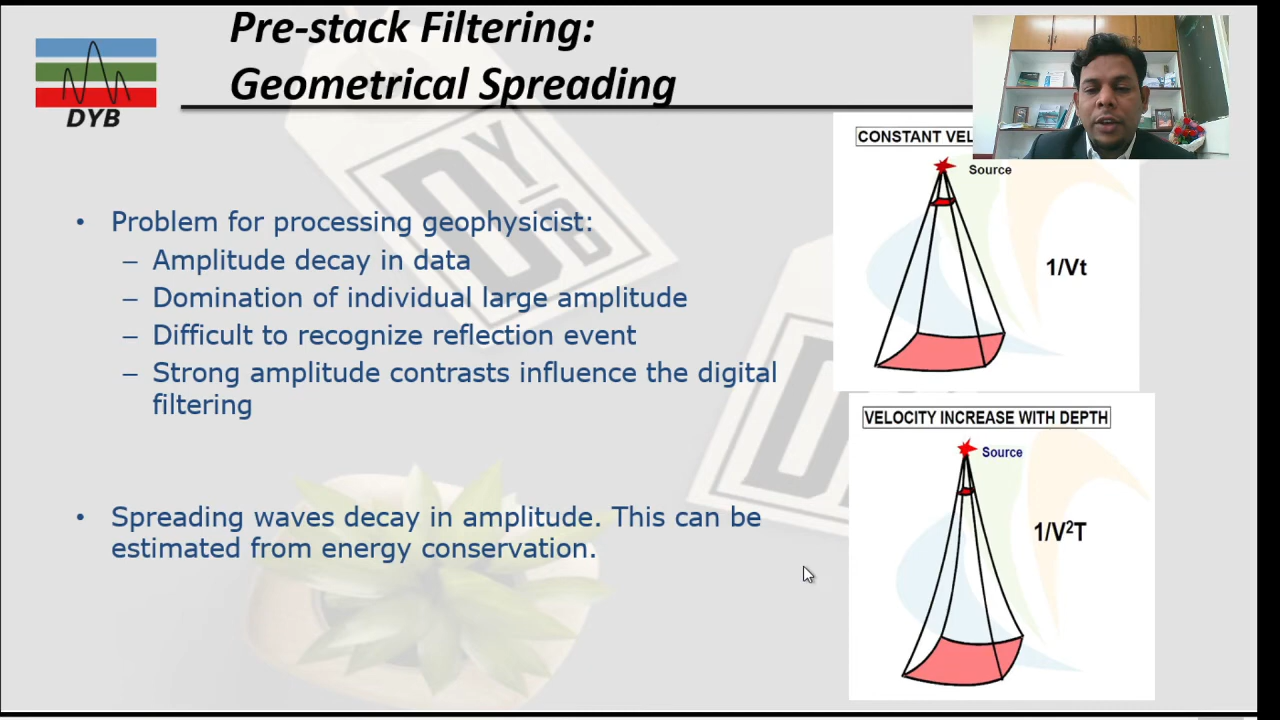 Pre-stack Filtering:
Geometrical Spreading
DYB
• Problem for processing geophysicist:
– Amplitude decay in data
– Domination of individual large amplitude
– Difficult to recognize reflection event
– Strong amplitude contrasts influence the digital
filtering
• Spreading waves decay in amplitude. This can be
estimated from energy conservation.
CONSTANT
Source
1/Vt
VELOCITY INCREASE WITH DEPTH
Source
1/V²T